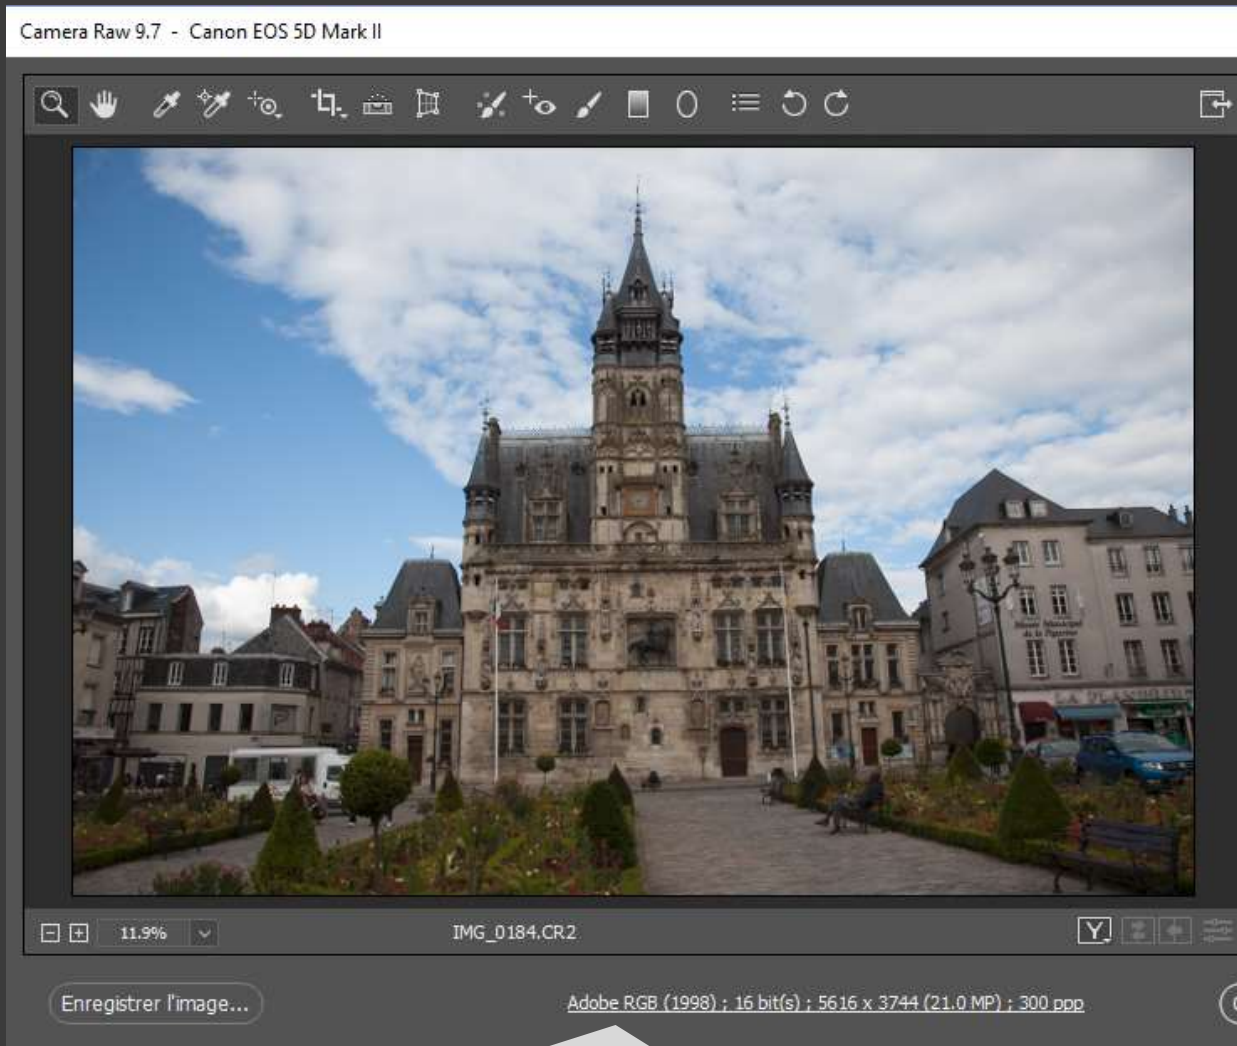 Camera Raw 9.7 - Canon EOS 5D Mark II
11.9%
IMG_0184.CR2
Y
Enregistrer l'image...
Adobe RGB (1998) ; 16 bit(s) ; 5616 x 3744 (21.0 MP) ; 300 ppp